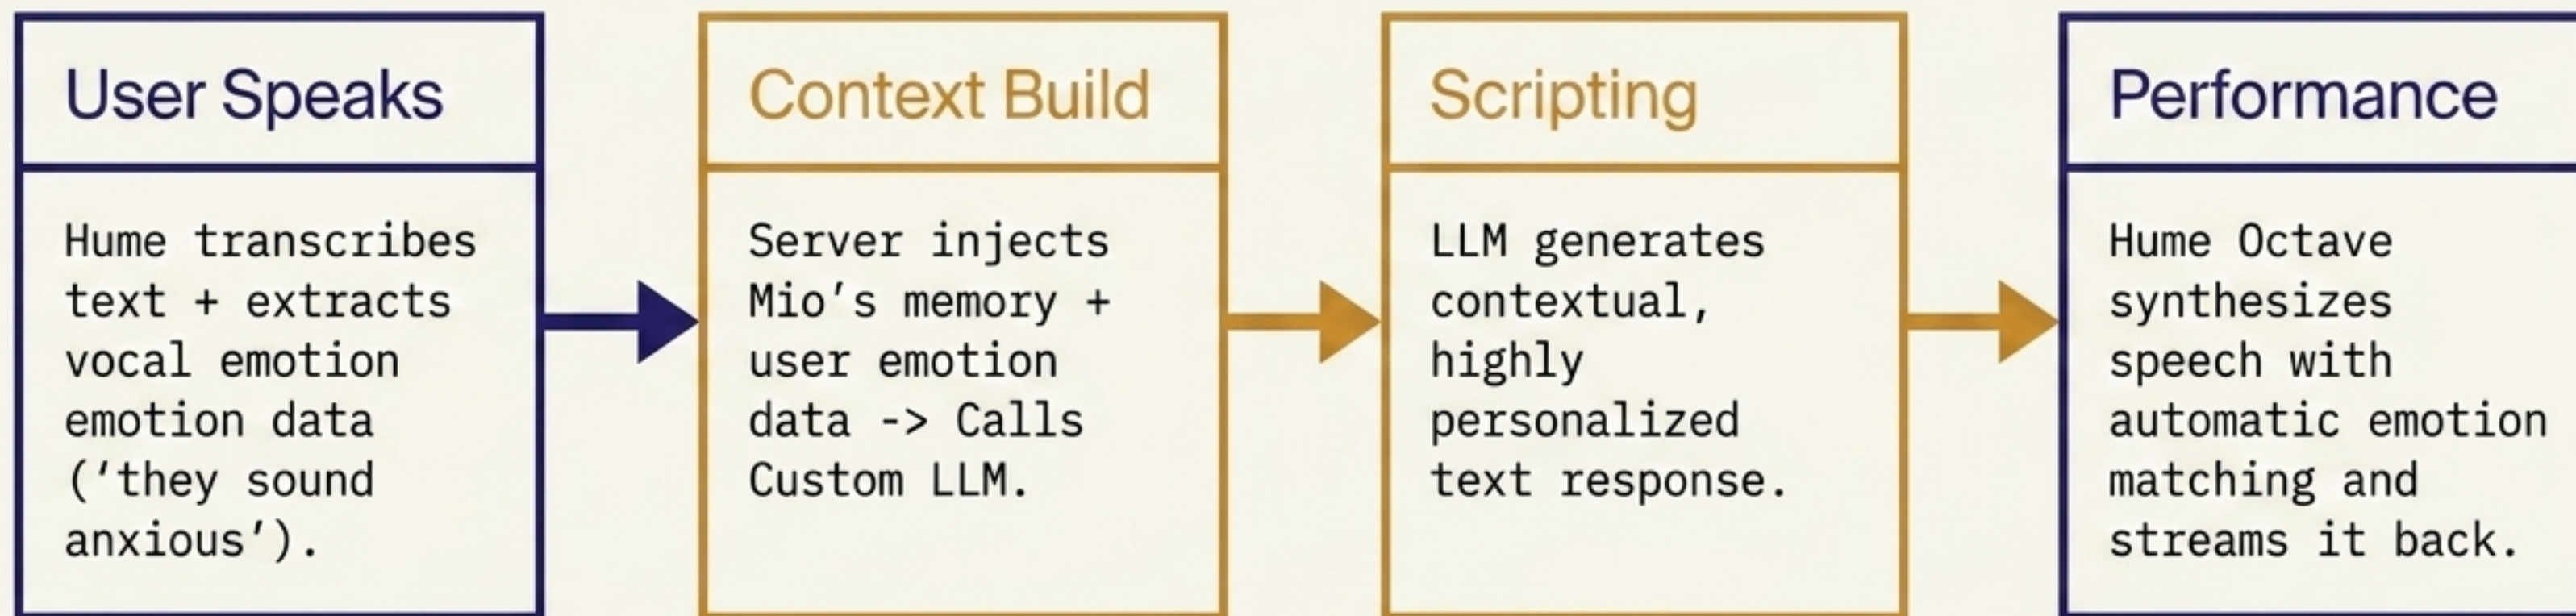 User Speaks
Hume transcribes
text + extracts
vocal emotion
emotion data
(‘they sound
anxious’).
Context Build
Server injects
Mio’s memory +
user emotion
data -> Calls
Custom LLM.
Scripting
LLM generates
contextual,
highly
personalized
text response.
Performance
Hume Octave
synthesizes
speech with
automatic emotion
matching and
streams it back.